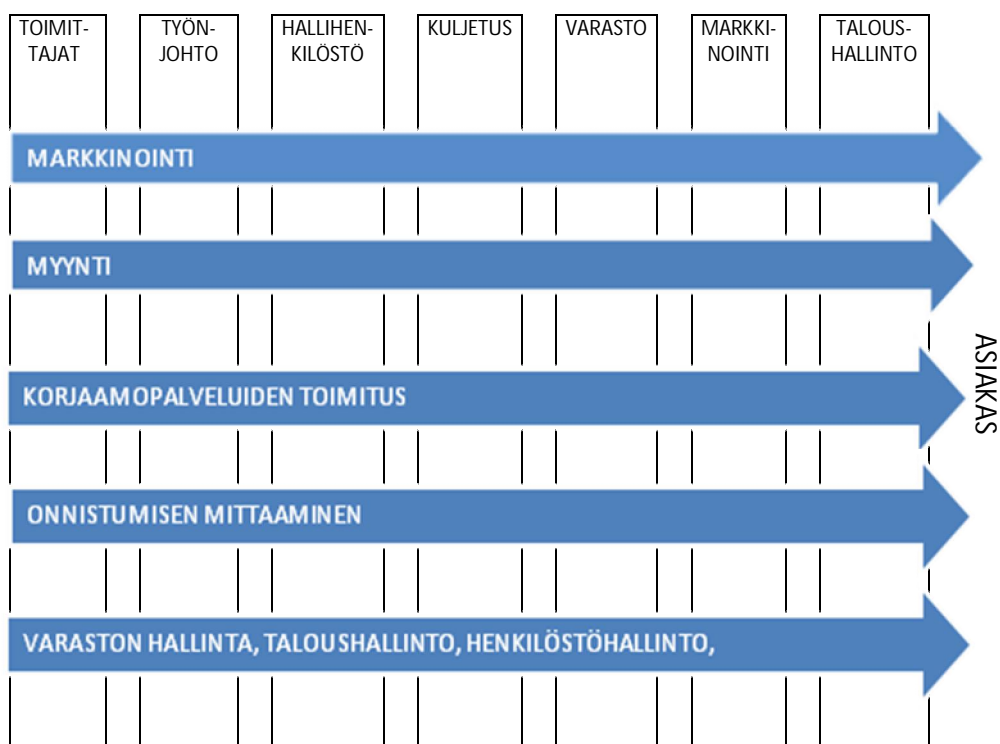 TOIMIT-
TAJAT
TYÖN-
JOHTO
HALLIHEN-
KILÖSTÖ
KULJETUS
VARASTO
MARKKI-
NOINTI
TALOUS-
HALLINTO
MARKKINOINTI
MYYNTI
KORJAAMOPALVELUIDEN TOIMITUS
ONNISTUMISEN MITTAAMINEN
VARASTON HALLINTA, TALOUSHALLINTO, HENKILÖSTÖHALLINTO,
ASIAKAS